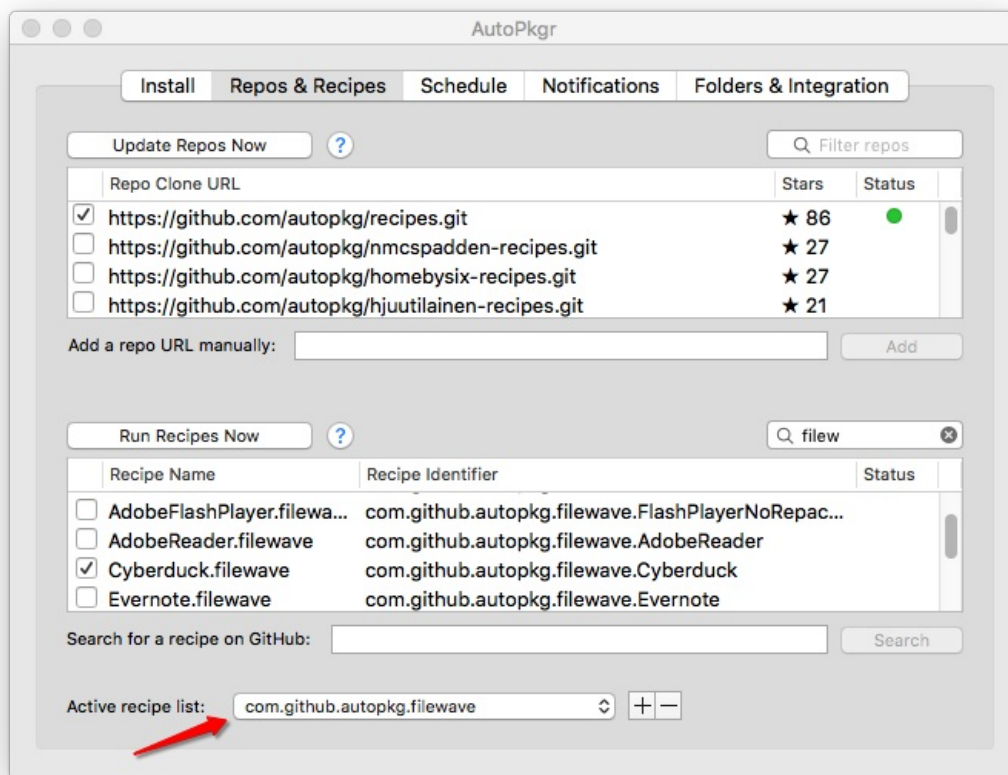 AutoPkgr
Install Repos & Recipes Schedule Notifications Folders & Integration
Update Repos Now ? Filter repos
Repo Clone URL Stars Status
https://github.com/autopkg/recipes.git ★ 86
https://github.com/autopkg/nmcspadden-recipes.git ★ 27
https://github.com/autopkg/homebysix-recipes.git ★ 27
https://github.com/autopkg/hjuutilainen-recipes.git ★ 21
Add a repo URL manually: Add
Run Recipes Now ? filew
Recipe Name Recipe Identifier Status
AdobeFlashPlayer.filewa... com.github.autopkg.filewave.FlashPlayerNoRepac...
AdobeReader.filewave com.github.autopkg.filewave.AdobeReader
Cyberduck.filewave com.github.autopkg.filewave.Cyberduck
Evernote.filewave com.github.autopkg.filewave.Evernote
Search for a recipe on GitHub: Search
Active recipe list: com.github.autopkg.filewave + −